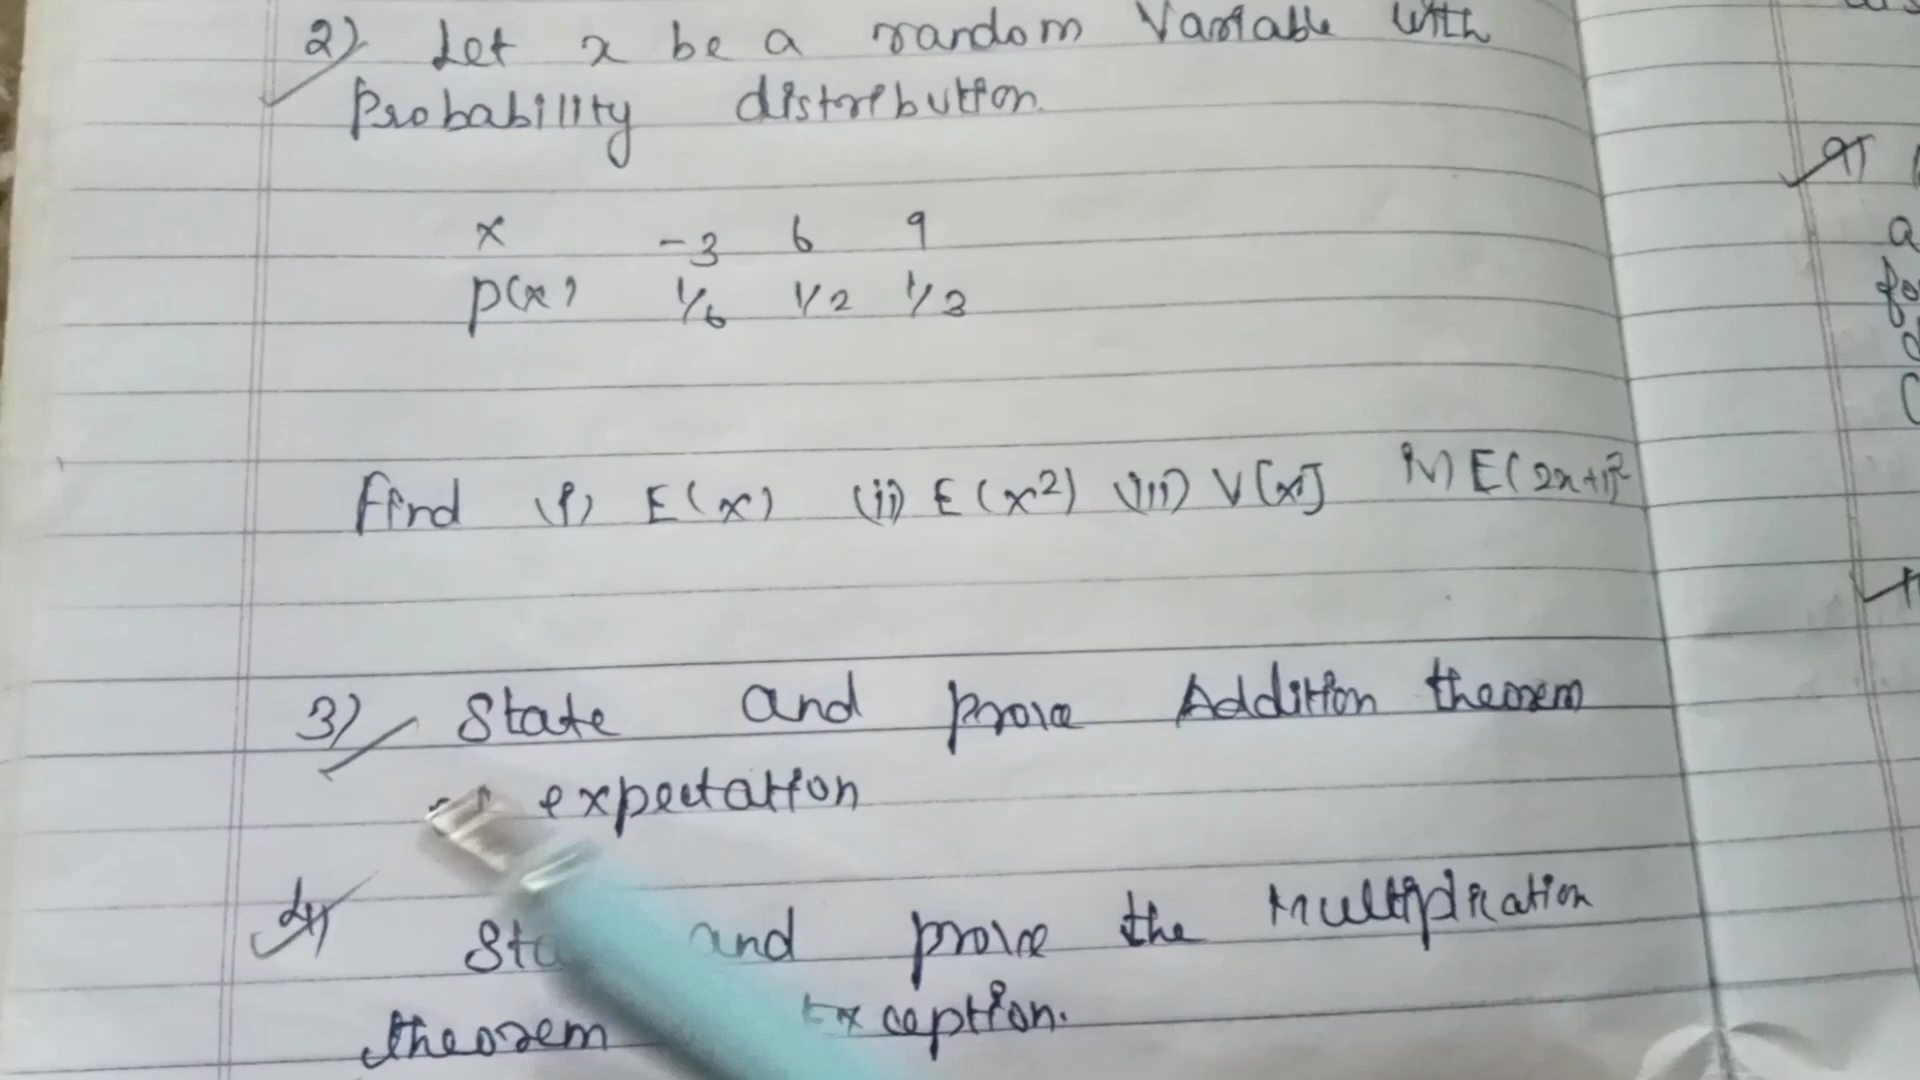 2) Let x be a random Variable with
Probability distribution.
x -3 6 9
p(x) 1/6 1/2 1/3
find (i) E(x) (ii) E(x²) (iii) V[x] iv) E(2x+1)²
3) State and prove Addition theorem
expectation
4) and prove the Multiplication
theorem Exception.
9)
a